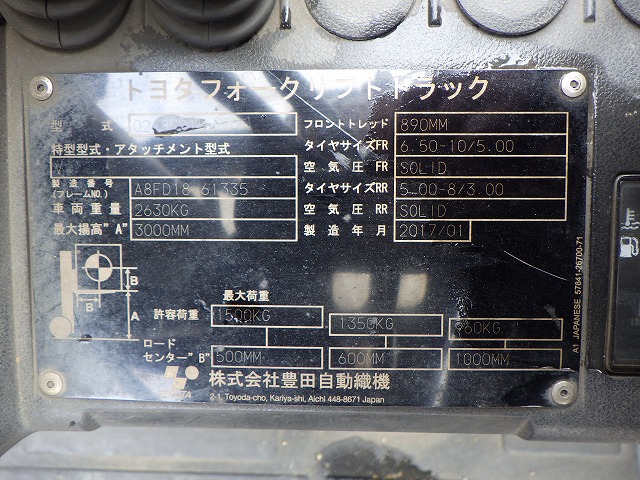 トヨタフォークリフトトラック
型式 02
フロントトレッド 890MM
特型型式・アタッチメント型式
タイヤサイズFR 6.50-10/5.00
V
空気圧FR SOLID
製造番号(フレームNO.) A8FD18-61335
タイヤサイズRR 5.00-8/3.00
車両重量 2630KG
空気圧RR SOLID
最大揚高"A" 3000MM
製造年月 2017/01
B
B
A
最大荷重
許容荷重 1500KG 1350KG 960KG
ロード
センター"B" 500MM 600MM 1000MM
株式会社豊田自動織機
2-1, Toyoda-cho, Kariya-shi, Aichi 448-8671 Japan
A1 JAPANESE 57841-26700-71